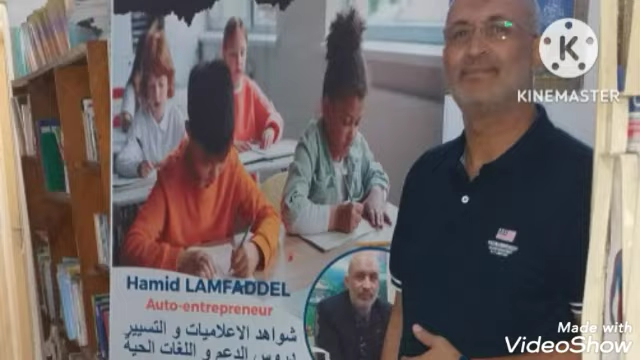 K
KINEMASTER
Hamid LAMFADDEL
Auto-entrepreneur
شواهد الاعلاميات و التسيير
دروس الدعم و اللغات الحية
Made with
VideoShow